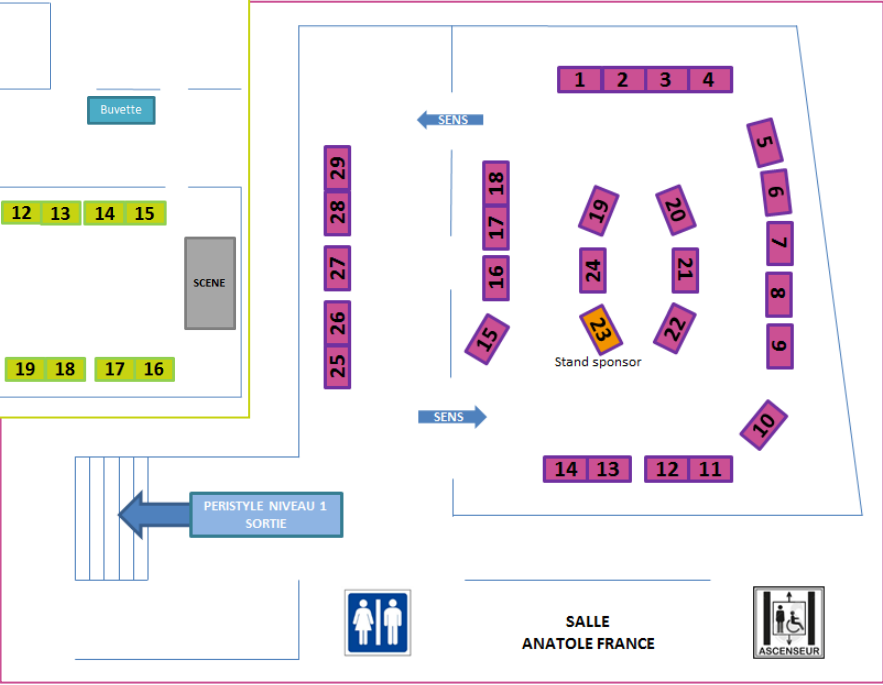 Buvette
12 13 14 15
SCENE
19 18 17 16
1 2 3 4
SENS
29
28
27
26
25
18
17
16
15
19
20
24
21
23
22
Stand sponsor
5
6
7
8
9
10
SENS
14 13 12 11
PERISTYLE NIVEAU 1
SORTIE
SALLE
ANATOLE FRANCE
ASCENSEUR